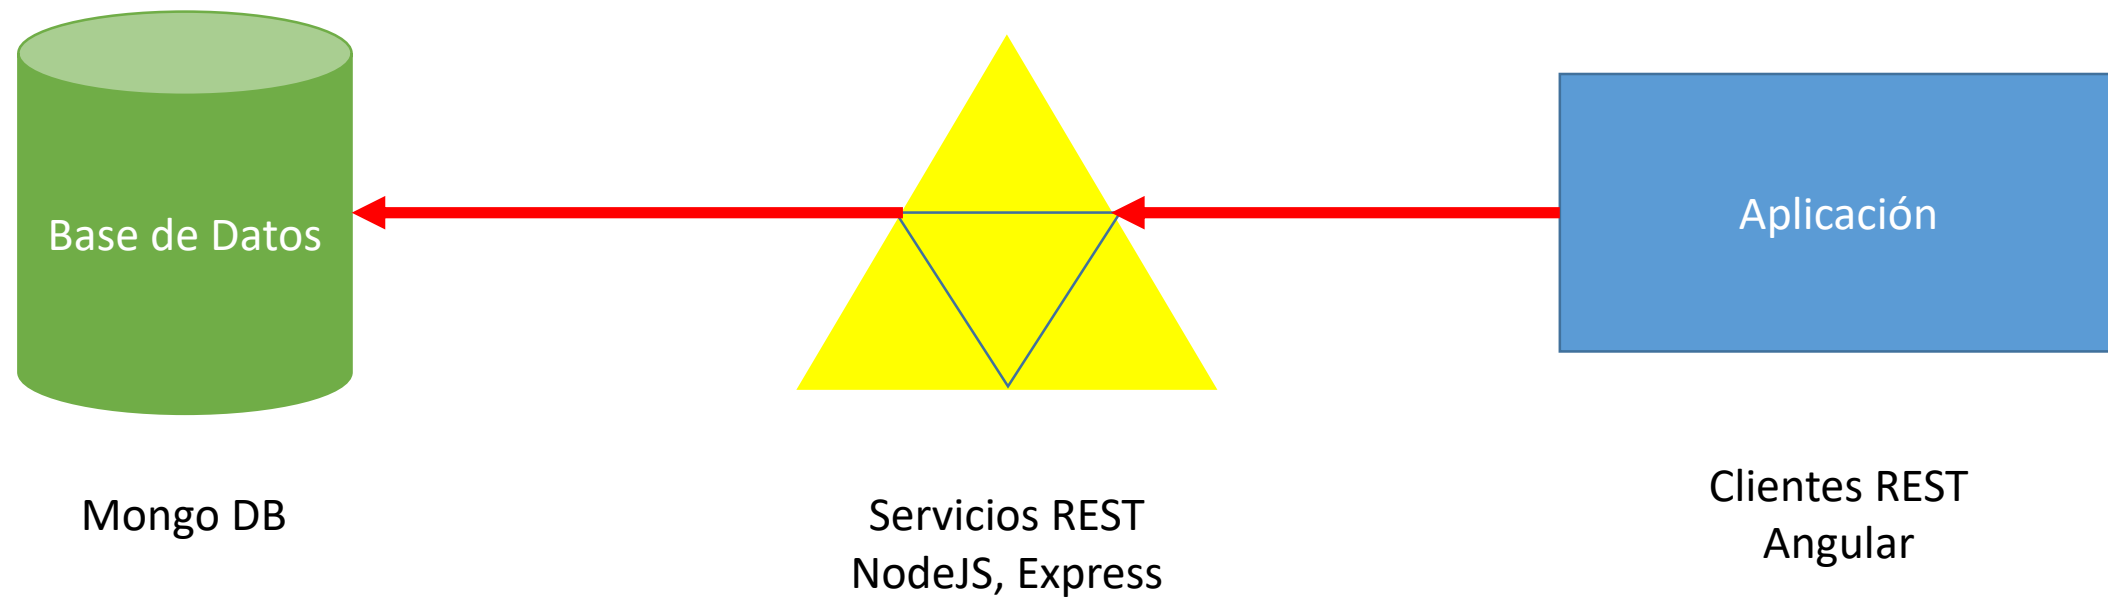 Base de Datos
Aplicación
Mongo DB
Servicios REST
NodeJS, Express
Clientes REST
Angular